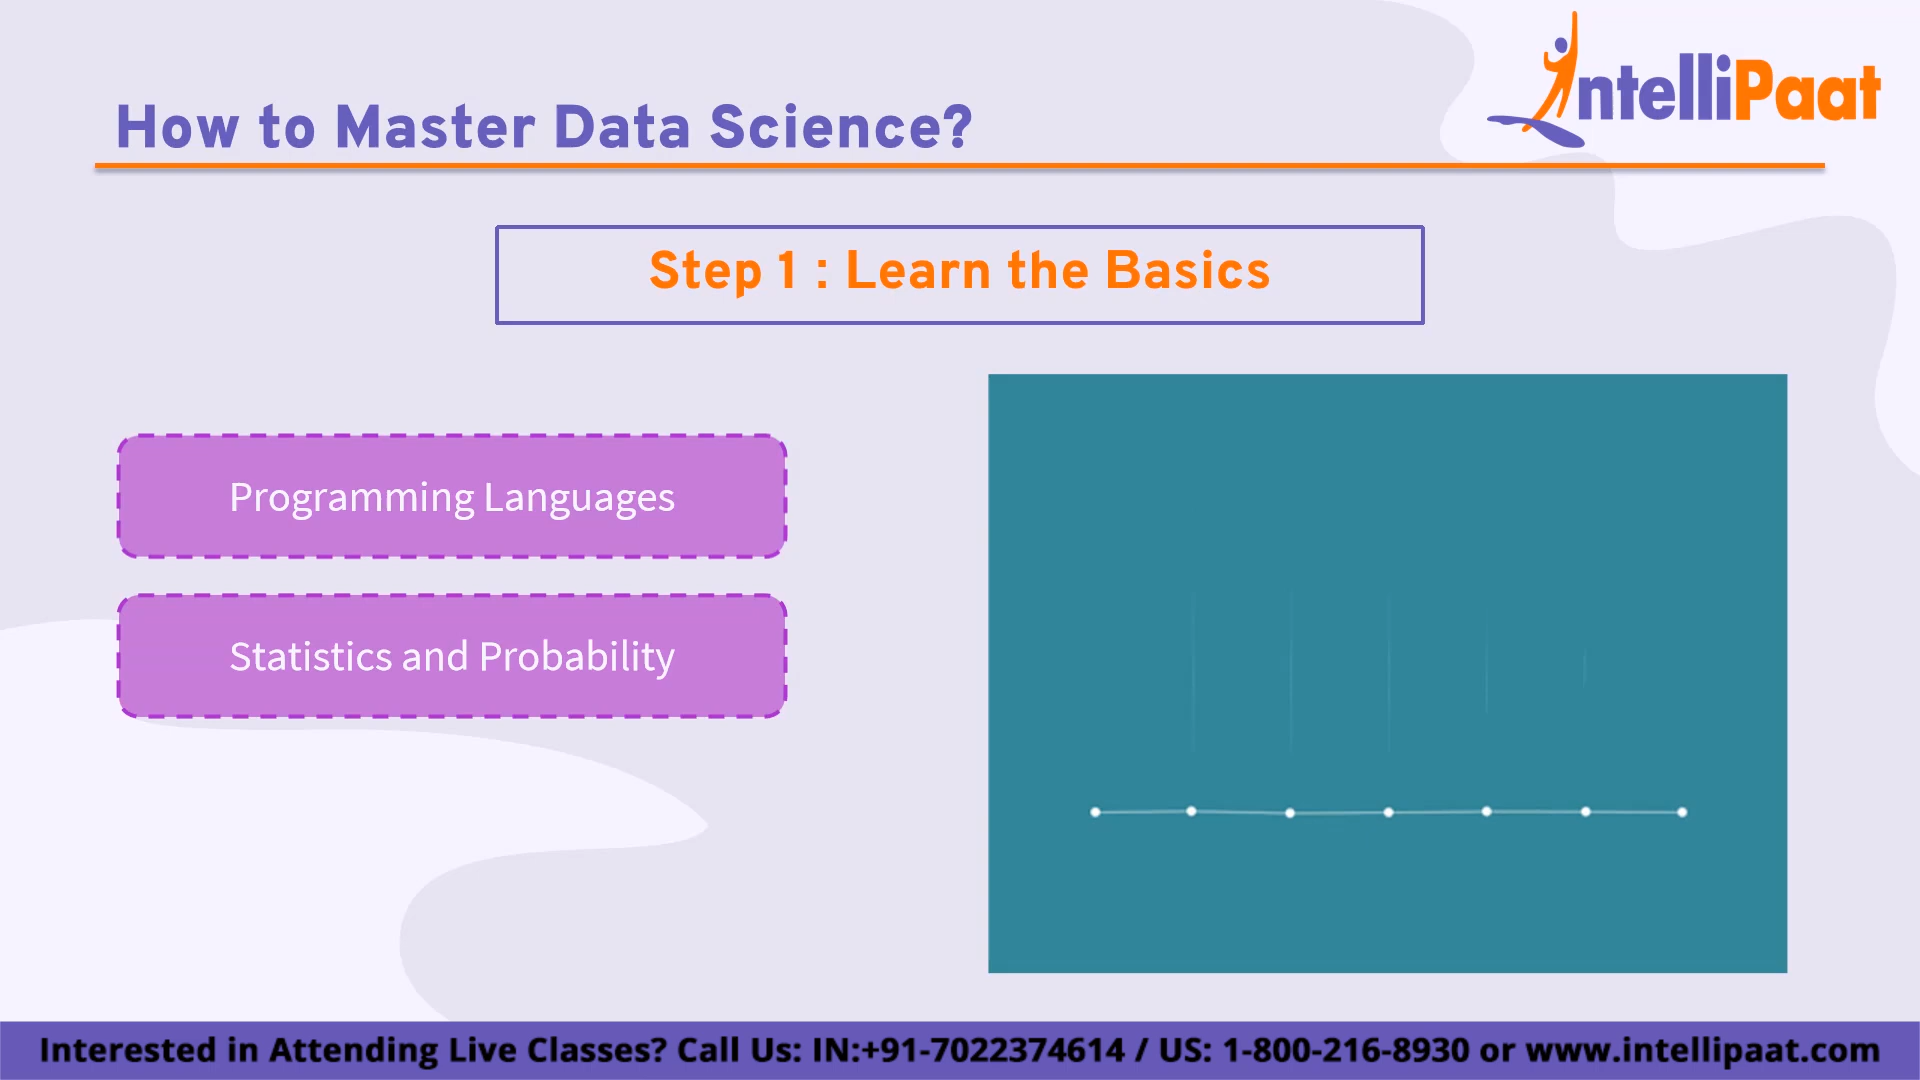 How to Master Data Science?
IntelliPaat
Step 1 : Learn the Basics
Programming Languages
Statistics and Probability
Interested in Attending Live Classes? Call Us: IN:+91-7022374614 / US: 1-800-216-8930 or www.intellipaat.com